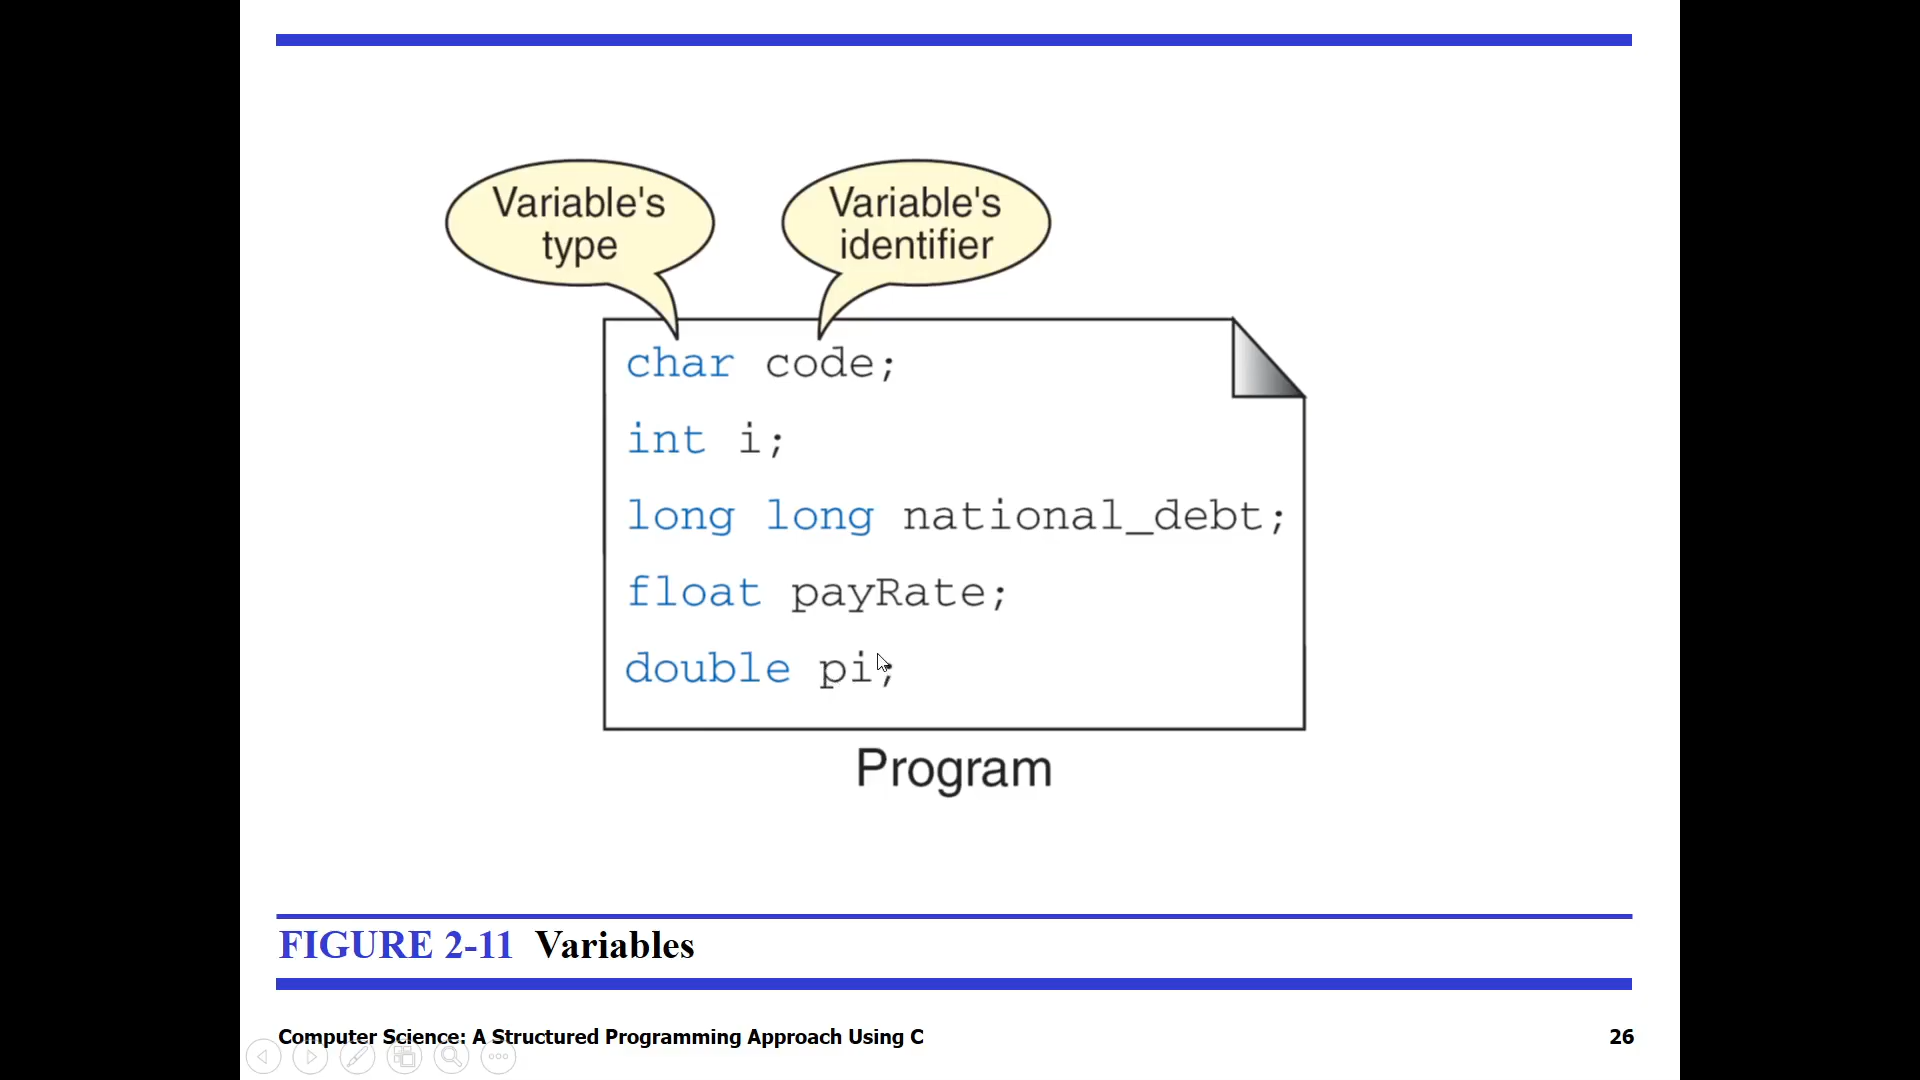 Variable's
type
Variable's
identifier
char code;
int i;
long long national_debt;
float payRate;
double pi;
Program
FIGURE 2-11 Variables
Computer Science: A Structured Programming Approach Using C
26